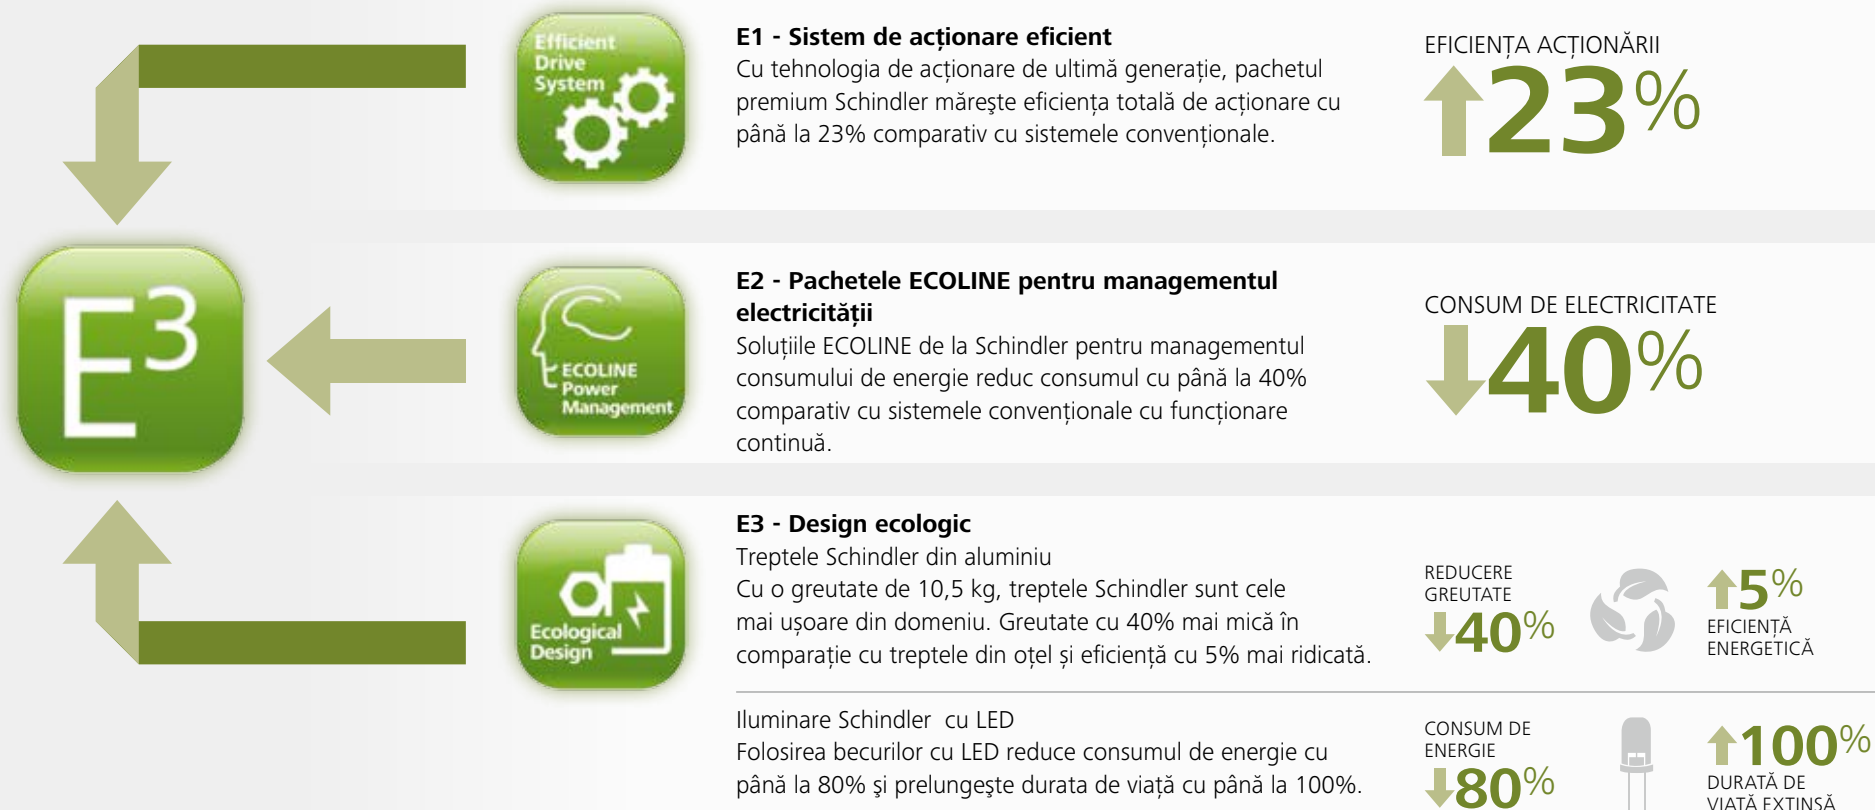 Efficient
Drive
System
E1 - Sistem de acționare eficient
Cu tehnologia de acționare de ultimă generație, pachetul
premium Schindler măreşte eficiența totală de acționare cu
până la 23% comparativ cu sistemele convenționale.
EFICIENȚA ACȚIONĂRII
23%
E³
ECOLINE
Power
Management
E2 - Pachetele ECOLINE pentru managementul
electricității
Soluțiile ECOLINE de la Schindler pentru managementul
consumului de energie reduc consumul cu până la 40%
comparativ cu sistemele convenționale cu funcționare
continuă.
CONSUM DE ELECTRICITATE
40%
Ecological
Design
E3 - Design ecologic
Treptele Schindler din aluminiu
Cu o greutate de 10,5 kg, treptele Schindler sunt cele
mai ușoare din domeniu. Greutate cu 40% mai mică în
comparație cu treptele din oțel și eficiență cu 5% mai ridicată.
REDUCERE
GREUTATE
40%
5%
EFICIENȚĂ
ENERGETICĂ
Iluminare Schindler cu LED
Folosirea becurilor cu LED reduce consumul de energie cu
până la 80% şi prelungeşte durata de viață cu până la 100%.
CONSUM DE
ENERGIE
80%
100%
DURATĂ DE
VIAȚĂ EXTINSĂ